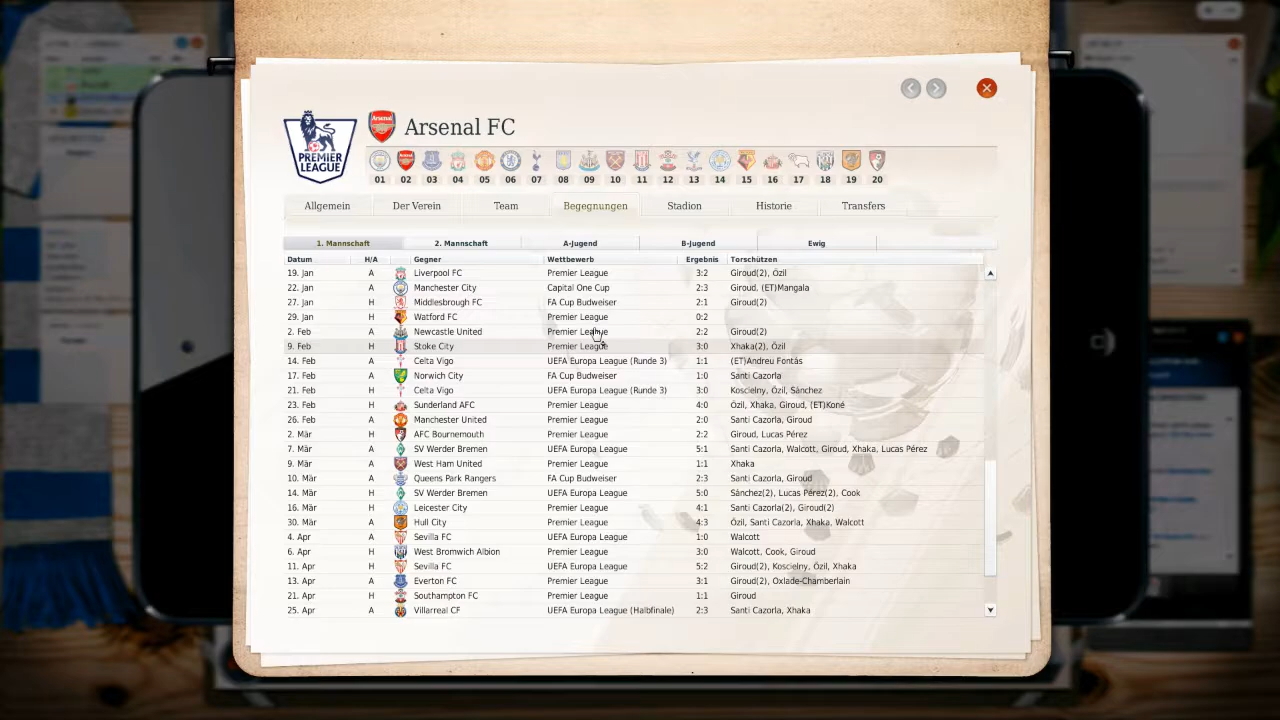 Arsenal FC
PREMIER LEAGUE
01 02 03 04 05 06 07 08 09 10 11 12 13 14 15 16 17 18 19 20
Allgemein Der Verein Team Begegnungen Stadion Historie Transfers
1. Mannschaft 2. Mannschaft A-Jugend B-Jugend Ewig
Datum H/A Gegner Wettbewerb Ergebnis Torschützen
19. Jan A Liverpool FC Premier League 3:2 Giroud(2), Özil
22. Jan A Manchester City Capital One Cup 2:3 Giroud, (ET)Mangala
27. Jan H Middlesbrough FC FA Cup Budweiser 2:1 Giroud(2)
29. Jan H Watford FC Premier League 0:2
2. Feb A Newcastle United Premier League 2:2 Giroud(2)
9. Feb H Stoke City Premier League 3:0 Xhaka(2), Özil
14. Feb A Celta Vigo UEFA Europa League (Runde 3) 1:1 (ET)Andreu Fontás
17. Feb A Norwich City FA Cup Budweiser 1:0 Santi Cazorla
21. Feb H Celta Vigo UEFA Europa League (Runde 3) 3:0 Koscielny, Özil, Sánchez
23. Feb H Sunderland AFC Premier League 4:0 Özil, Xhaka, Giroud, (ET)Koné
26. Feb A Manchester United Premier League 2:0 Santi Cazorla, Giroud
2. Mär H AFC Bournemouth Premier League 2:2 Giroud, Lucas Pérez
7. Mär A SV Werder Bremen UEFA Europa League 5:1 Santi Cazorla, Walcott, Giroud, Xhaka, Lucas Pérez
9. Mär A West Ham United Premier League 1:1 Xhaka
10. Mär A Queens Park Rangers FA Cup Budweiser 2:3 Santi Cazorla, Giroud
14. Mär H SV Werder Bremen UEFA Europa League 5:0 Sánchez(2), Lucas Pérez(2), Cook
16. Mär H Leicester City Premier League 4:1 Santi Cazorla(2), Giroud(2)
30. Mär A Hull City Premier League 4:3 Özil, Santi Cazorla, Xhaka, Walcott
4. Apr A Sevilla FC UEFA Europa League 1:0 Walcott
6. Apr H West Bromwich Albion Premier League 3:0 Walcott, Cook, Giroud
11. Apr H Sevilla FC UEFA Europa League 5:2 Giroud(2), Koscielny, Özil, Xhaka
13. Apr A Everton FC Premier League 3:1 Giroud(2), Oxlade-Chamberlain
21. Apr H Southampton FC Premier League 1:1 Giroud
25. Apr A Villarreal CF UEFA Europa League (Halbfinale) 2:3 Santi Cazorla, Xhaka